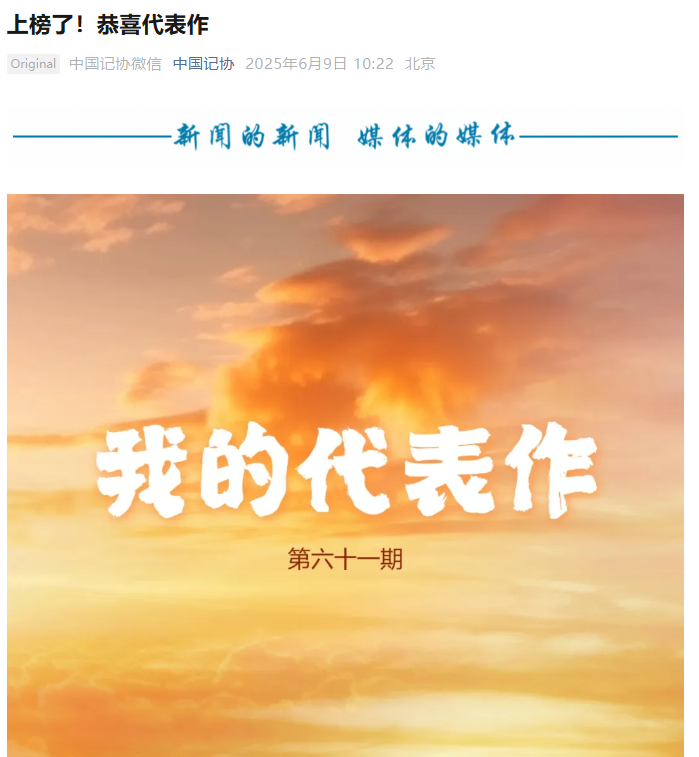 上榜了！恭喜代表作
Original 中国记协微信 中国记协 2025年6月9日 10:22 北京
新闻的新闻 媒体的媒体
我的代表作
第六十一期